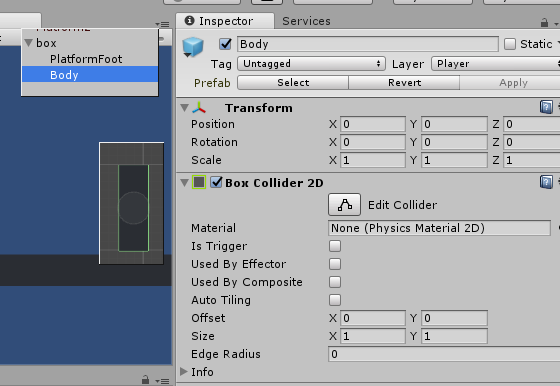 Inspector Services
box
PlatformFoot
Body
Body Static
Tag Untagged Layer Player
Prefab Select Revert Apply
Transform
Position X 0 Y 0 Z 0
Rotation X 0 Y 0 Z 0
Scale X 1 Y 1 Z 1
Box Collider 2D
Edit Collider
Material None (Physics Material 2D)
Is Trigger
Used By Effector
Used By Composite
Auto Tiling
Offset X 0 Y 0
Size X 1 Y 1
Edge Radius 0
Info